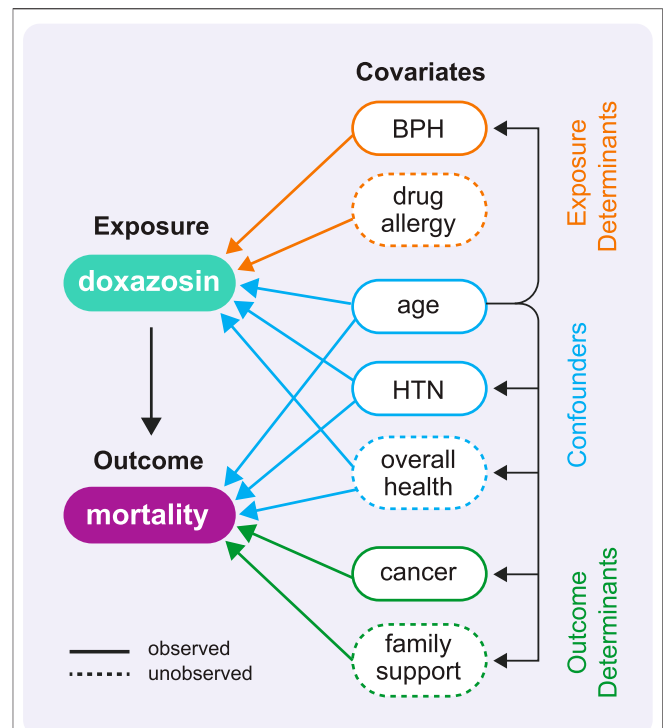 Covariates
BPH
drug
allergy
Exposure
doxazosin
age
HTN
Outcome
overall
health
mortality
cancer
family
support
observed
unobserved
Exposure
Determinants
Confounders
Outcome
Determinants